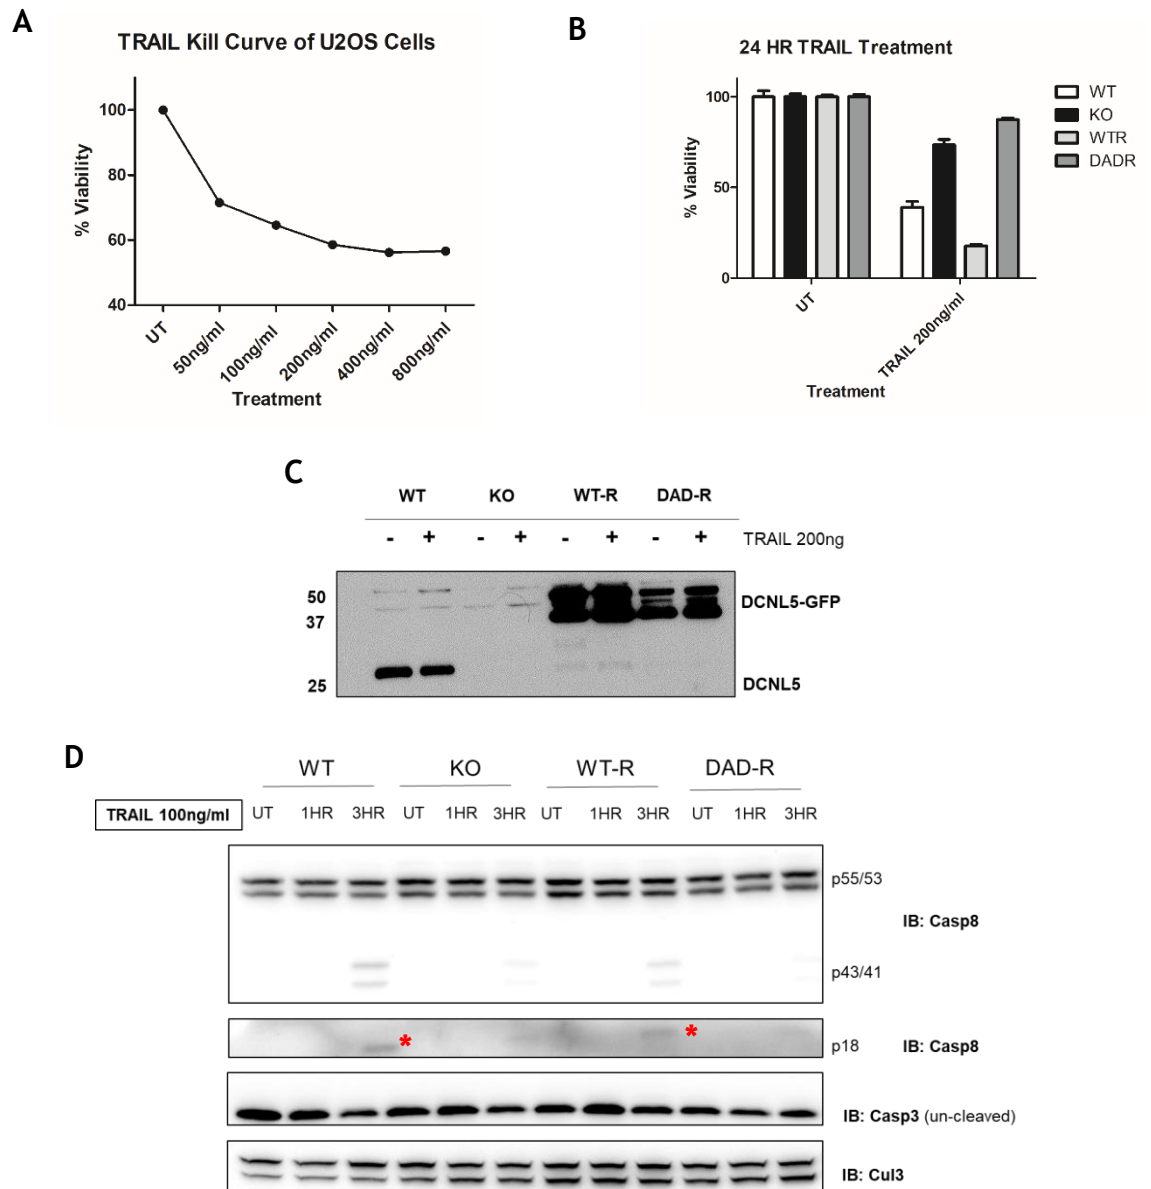 A
TRAIL Kill Curve of U2OS Cells
% Viability
100
80
60
40
UT
50ng/ml
100ng/ml
200ng/ml
400ng/ml
800ng/ml
Treatment
B
24 HR TRAIL Treatment
% Viability
100
50
0
UT
TRAIL 200ng/ml
Treatment
WT
KO
WTR
DADR
C
WT KO WT-R DAD-R
- + - + - + - + TRAIL 200ng
50
37
25
DCNL5-GFP
DCNL5
D
WT KO WT-R DAD-R
TRAIL 100ng/ml UT 1HR 3HR UT 1HR 3HR UT 1HR 3HR UT 1HR 3HR
p55/53
IB: Casp8
p43/41
* *
p18 IB: Casp8
IB: Casp3 (un-cleaved)
IB: Cul3